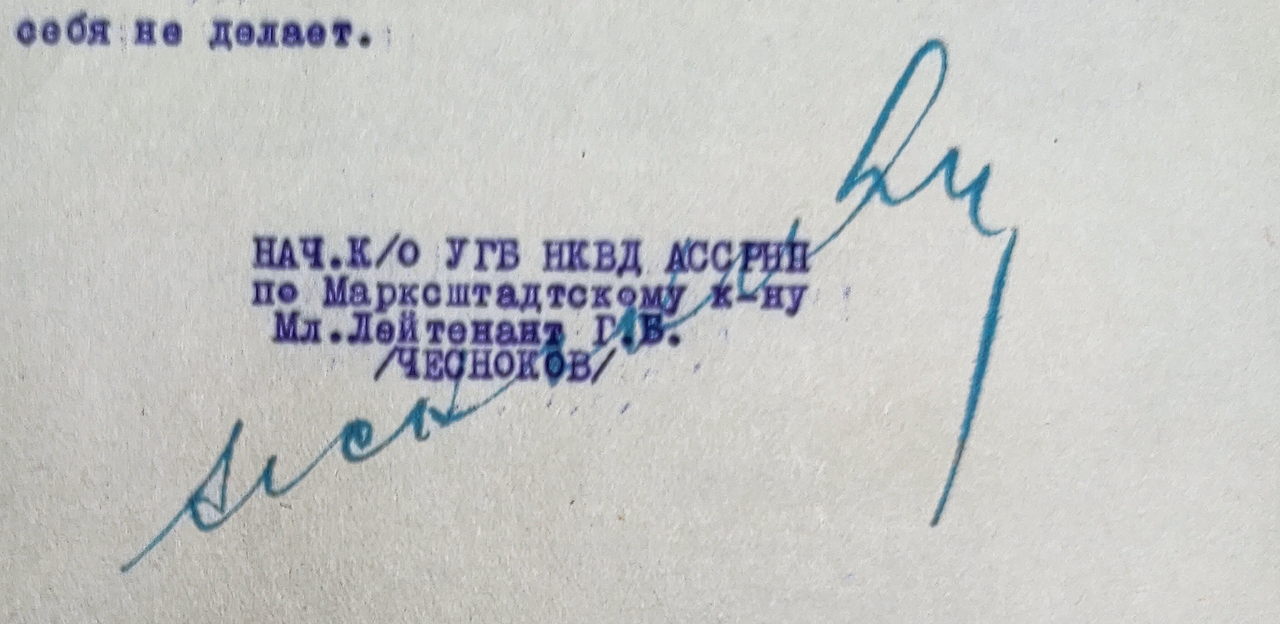 себя не делает.
НАЧ.К/О УГБ НКВД АССРНП
по Марксштадтскому к-ну
Мл.Лейтенант Г.Б.
/ЧЕСНОКОВ/